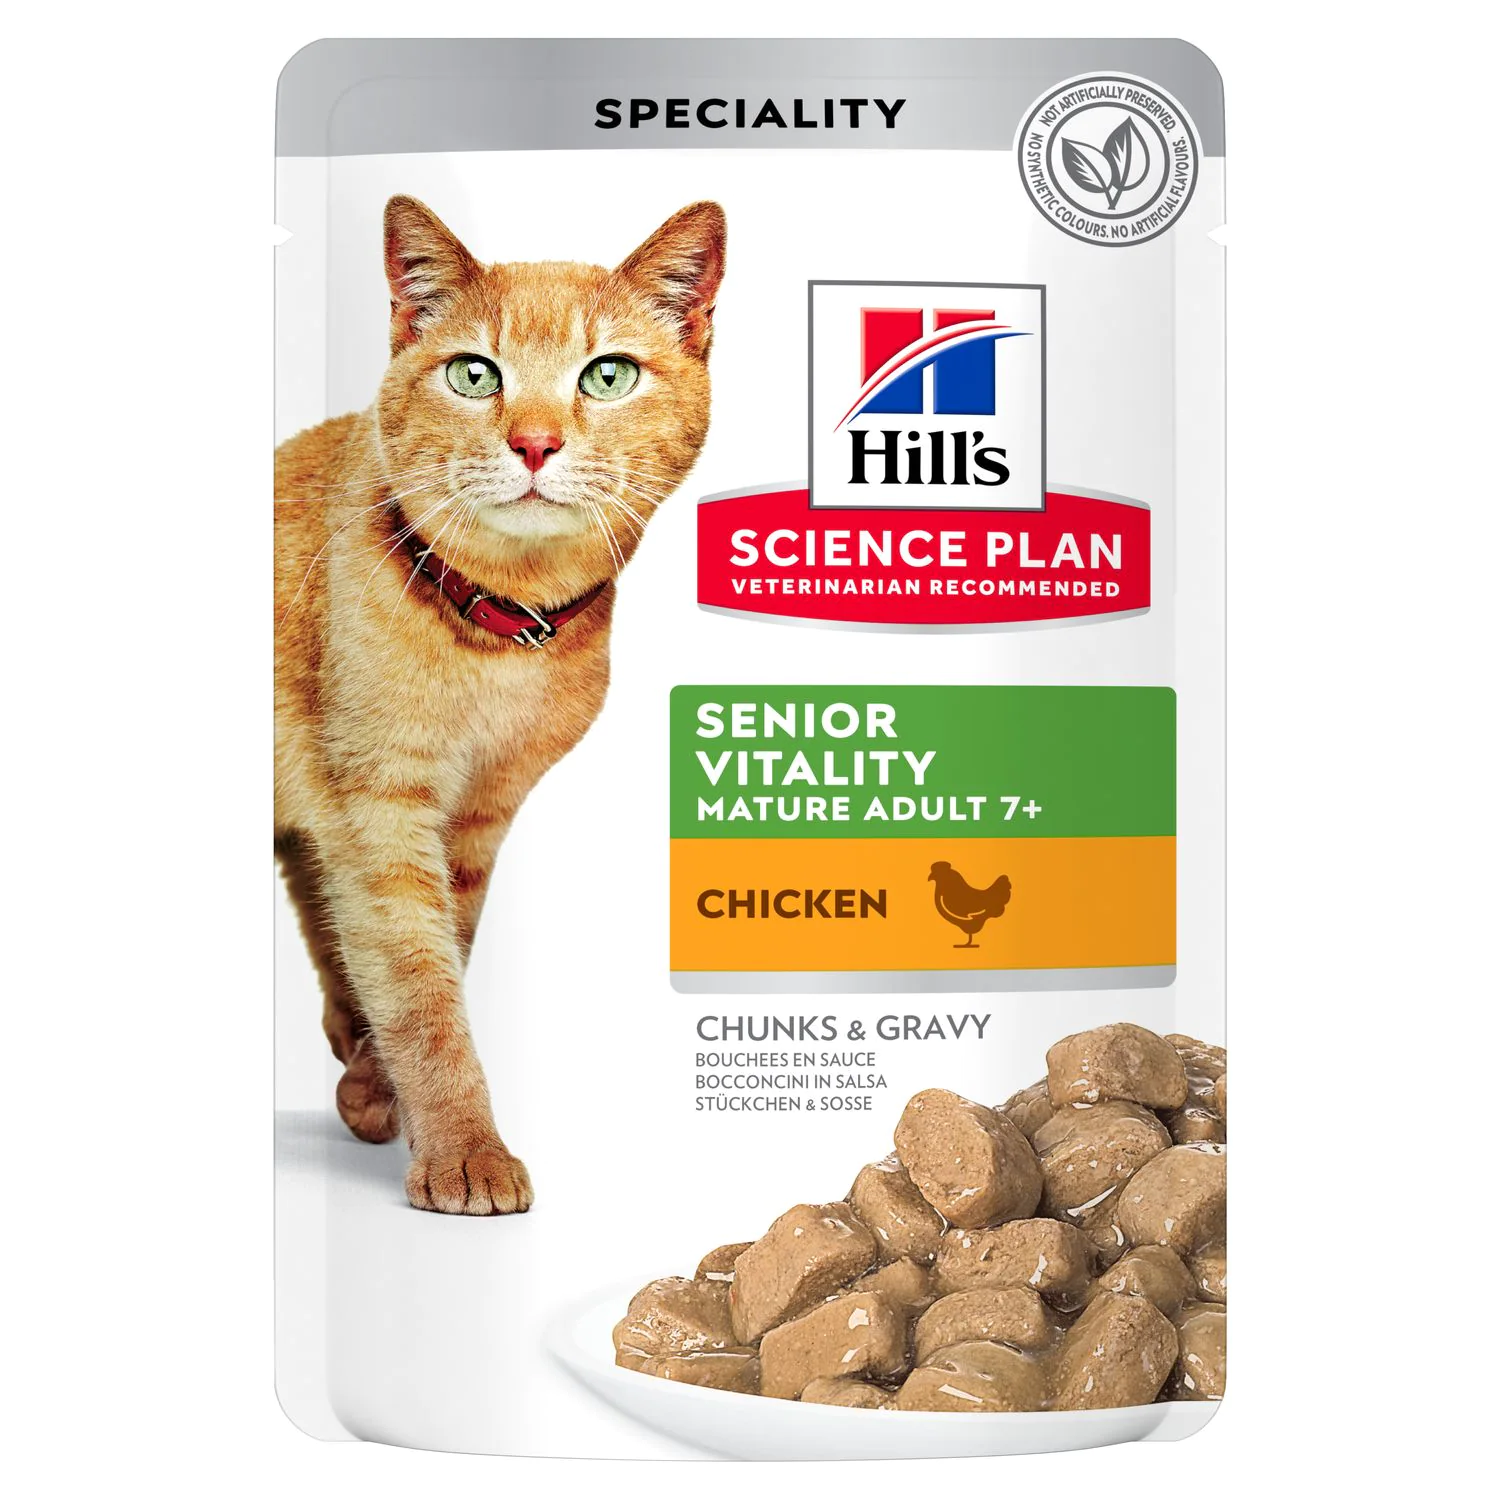 SPECIALITY
NOT ARTIFICIALLY PRESERVED.
NO SYNTHETIC COLOURS. NO ARTIFICIAL FLAVOURS.
Hill's
SCIENCE PLAN
VETERINARIAN RECOMMENDED
SENIOR
VITALITY
MATURE ADULT 7+
CHICKEN
CHUNKS & GRAVY
BOUCHEES EN SAUCE
BOCCONCINI IN SALSA
STÜCKCHEN & SOSSE